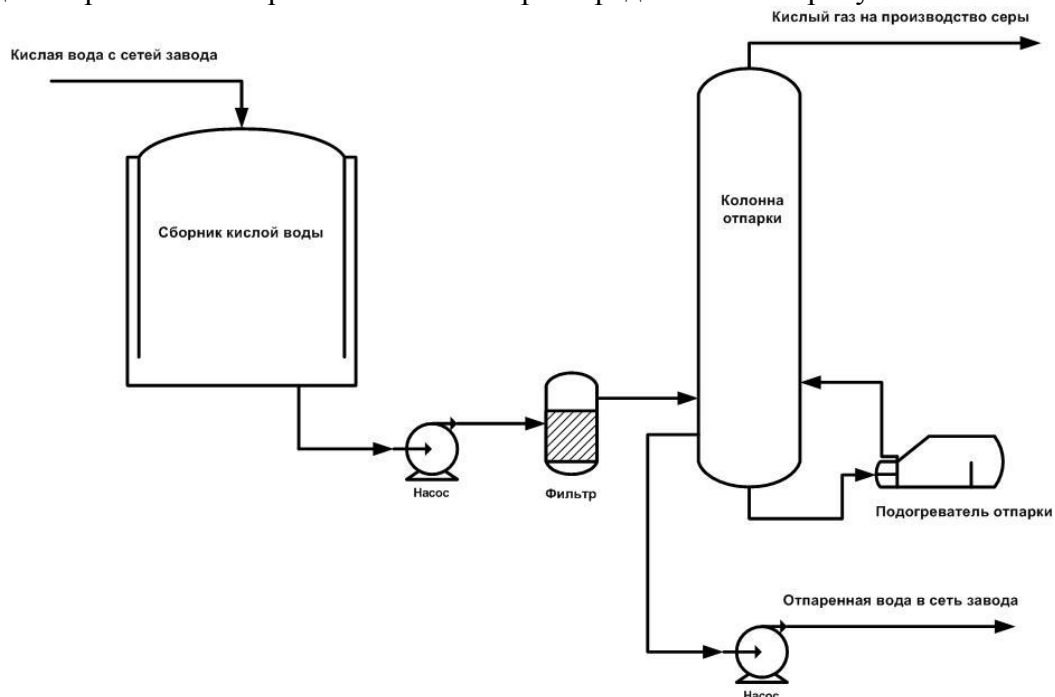 Кислый газ на производство серы
Кислая вода с сетей завода
Колонна
отпарки
Сборник кислой воды
Насос
Фильтр
Подогреватель отпарки
Отпаренная вода в сеть завода
Насос